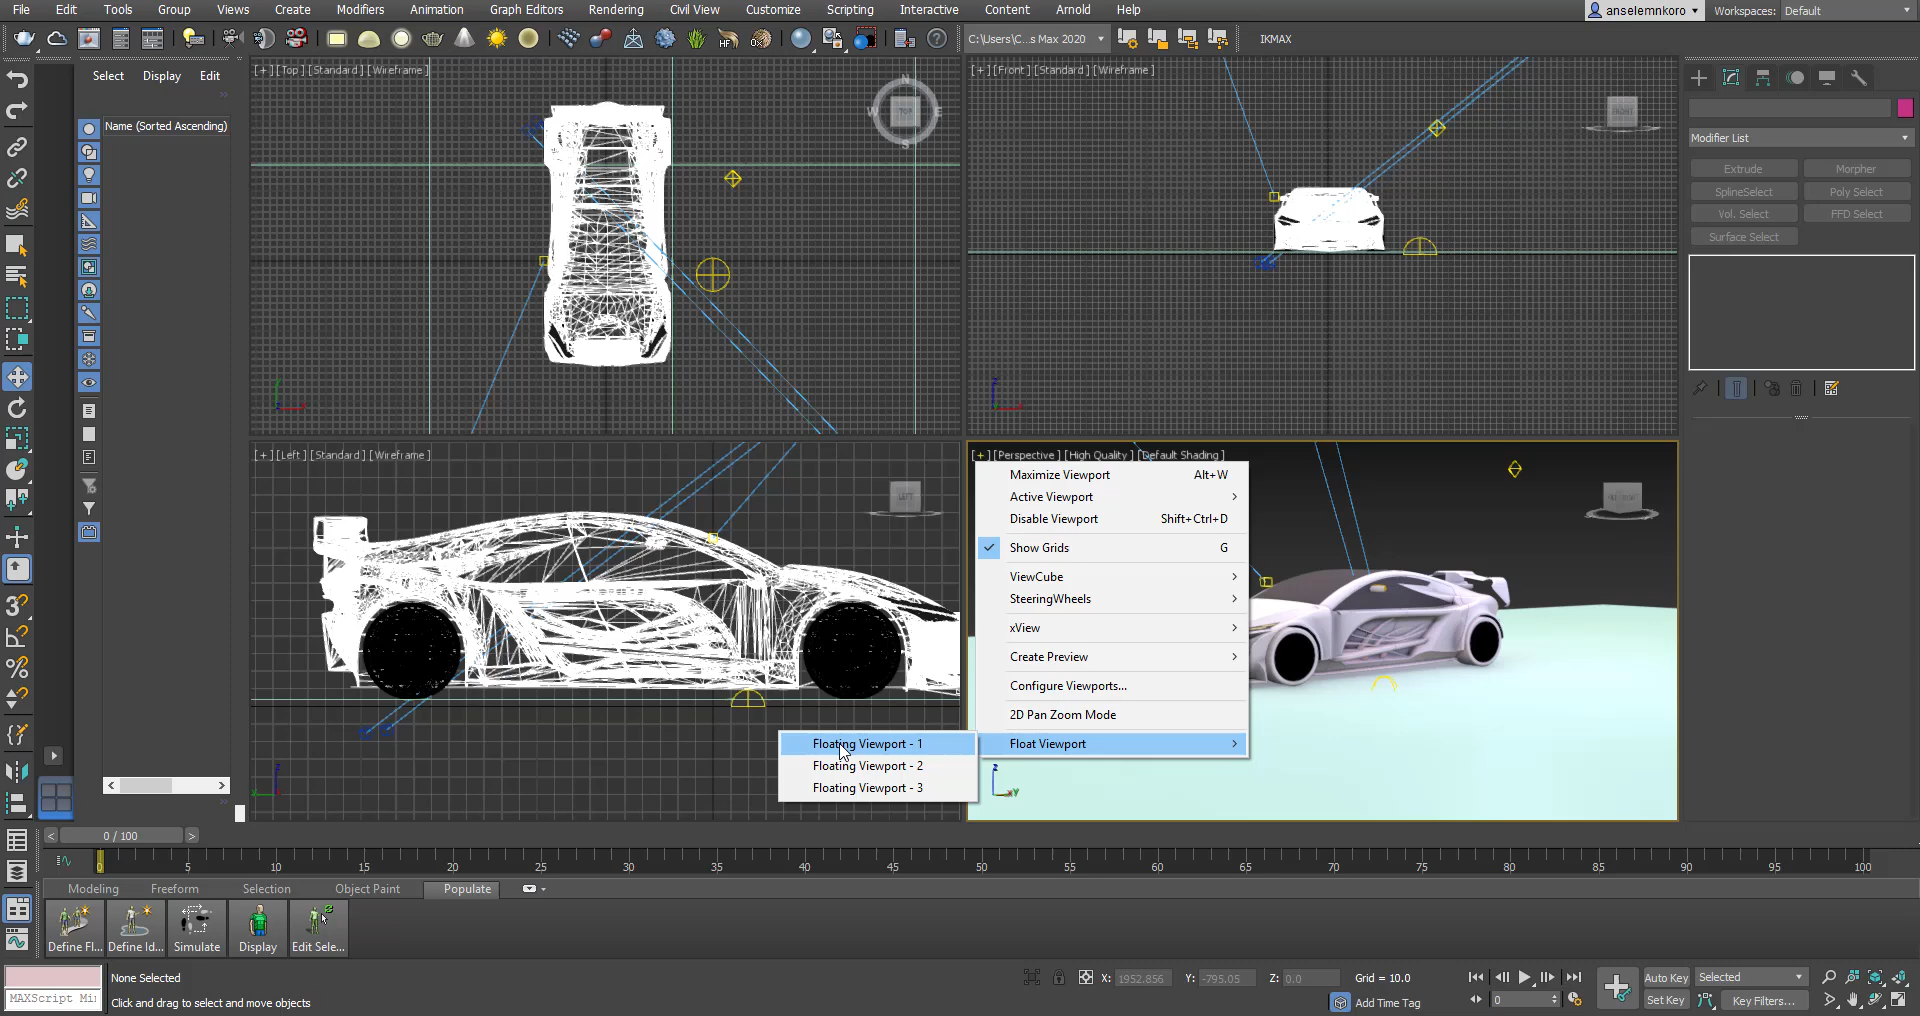 File Edit Tools Group Views Create Modifiers Animation Graph Editors Rendering Civil View Customize Scripting Interactive Content Arnold Help anselemnkoro Workspaces: Default
C:\Users\C...s Max 2020 IKMAX
Select Display Edit
Name (Sorted Ascending)
[+] [Top] [Standard] [Wireframe]
N
W TOP E
S
[+] [Front] [Standard] [Wireframe]
FRONT
Modifier List
Extrude Morpher
SplineSelect Poly Select
Vol. Select FFD Select
Surface Select
[+] [Left] [Standard] [Wireframe]
LEFT
[+] [Perspective] [High Quality] [Default Shading]
Maximize Viewport Alt+W
Active Viewport
Disable Viewport Shift+Ctrl+D
Show Grids G
ViewCube
SteeringWheels
xView
Create Preview
Configure Viewports...
2D Pan Zoom Mode
Float Viewport
Floating Viewport - 1
Floating Viewport - 2
Floating Viewport - 3
< >
< 0 / 100 >
0 5 10 15 20 25 30 35 40 45 50 55 60 65 70 75 80 85 90 95 100
Modeling Freeform Selection Object Paint Populate
Define Fl... Define Id... Simulate Display Edit Sele...
None Selected
MAXScript Mi
Click and drag to select and move objects
X: 1952.856 Y: -795.05 Z: 0.0 Grid = 10.0
Add Time Tag
0
Auto Key Selected
Set Key Key Filters...